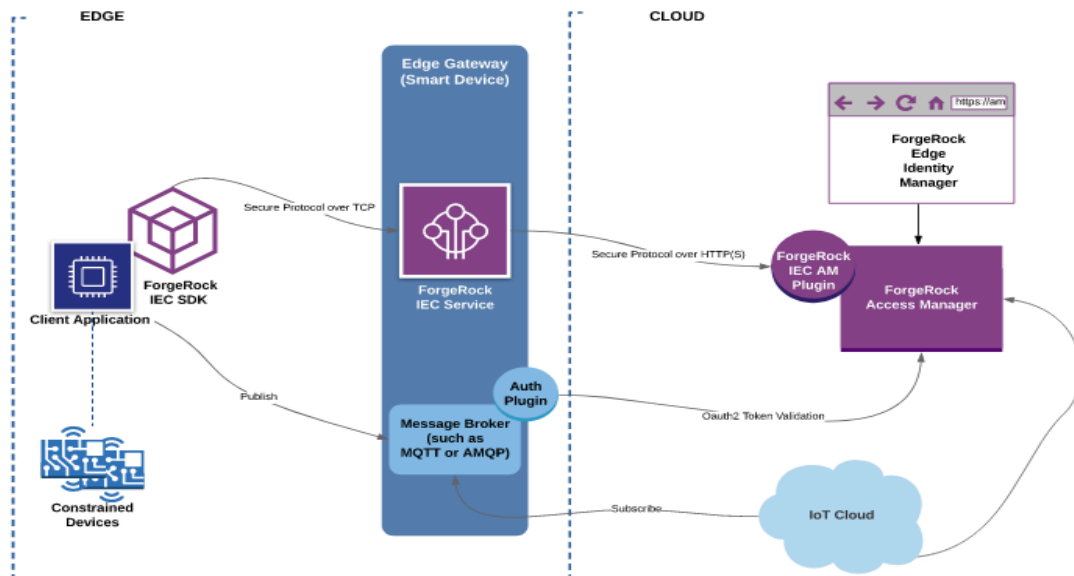 EDGE
CLOUD
Edge Gateway
(Smart Device)
https://am
ForgeRock
Edge
Identity
Manager
Secure Protocol over TCP
Secure Protocol over HTTP(S)
ForgeRock
IEC AM
Plugin
ForgeRock
IEC SDK
ForgeRock
IEC Service
ForgeRock
Access Manager
Client Application
Publish
Auth
Plugin
Oauth2 Token Validation
Message Broker
(such as
MQTT or AMQP)
Constrained
Devices
Subscribe
IoT Cloud